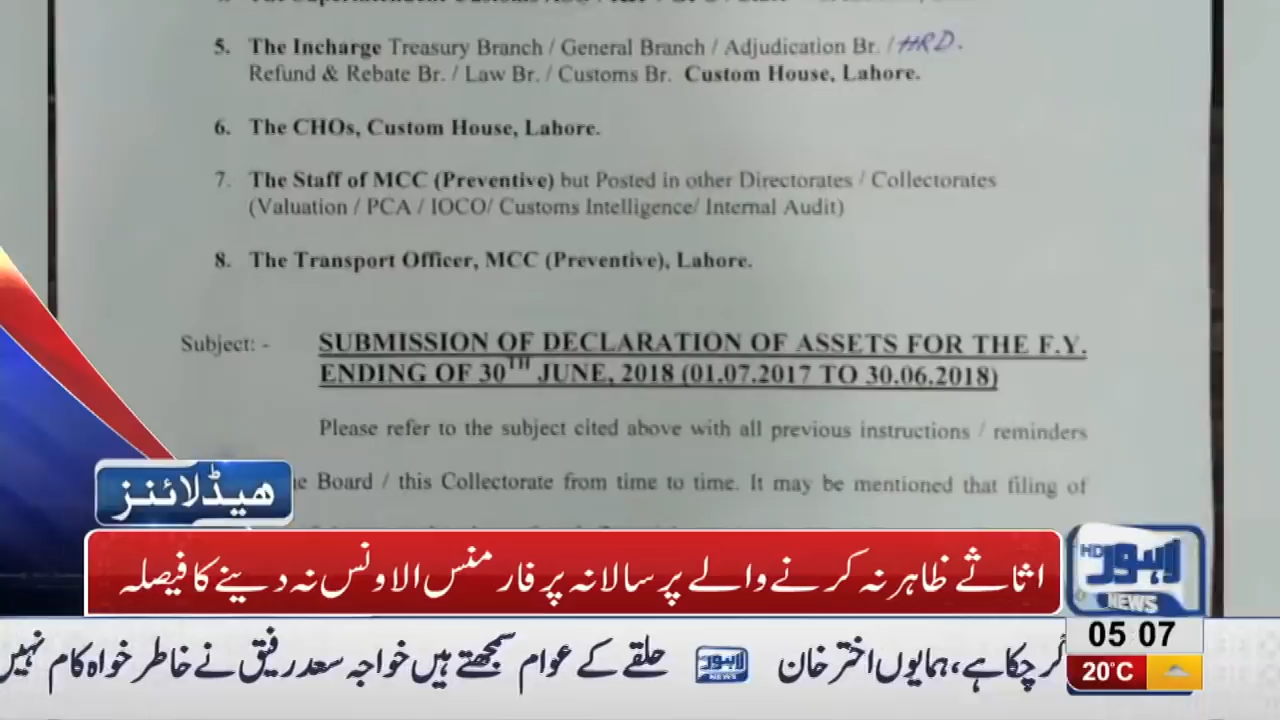 5. The Incharge Treasury Branch / General Branch / Adjudication Br. / HRD.
Refund & Rebate Br. / Law Br. / Customs Br. Custom House, Lahore.
6. The CHOs, Custom House, Lahore.
7. The Staff of MCC (Preventive) but Posted in other Directorates / Collectorates
(Valuation / PCA / IOCO/ Customs Intelligence/ Internal Audit)
8. The Transport Officer, MCC (Preventive), Lahore.
Subject: - SUBMISSION OF DECLARATION OF ASSETS FOR THE F.Y.
ENDING OF 30TH JUNE, 2018 (01.07.2017 TO 30.06.2018)
Please refer to the subject cited above with all previous instructions / reminders
Board / this Collectorate from time to time. It may be mentioned that filing of
ھیڈلائنز
اثاثے ظاہر نہ کرنے والے پر سالانہ پرفارمنس الاونس نہ دینے کا فیصلہ
لاہور HD
NEWS
05 07
20°C
کر چکا ہے، ہمایوں اختر خان لاہور NEWS حلقے کے عوام سمجھتے ہیں خواجہ سعد رفیق نے خاطر خواہ کام نہیں